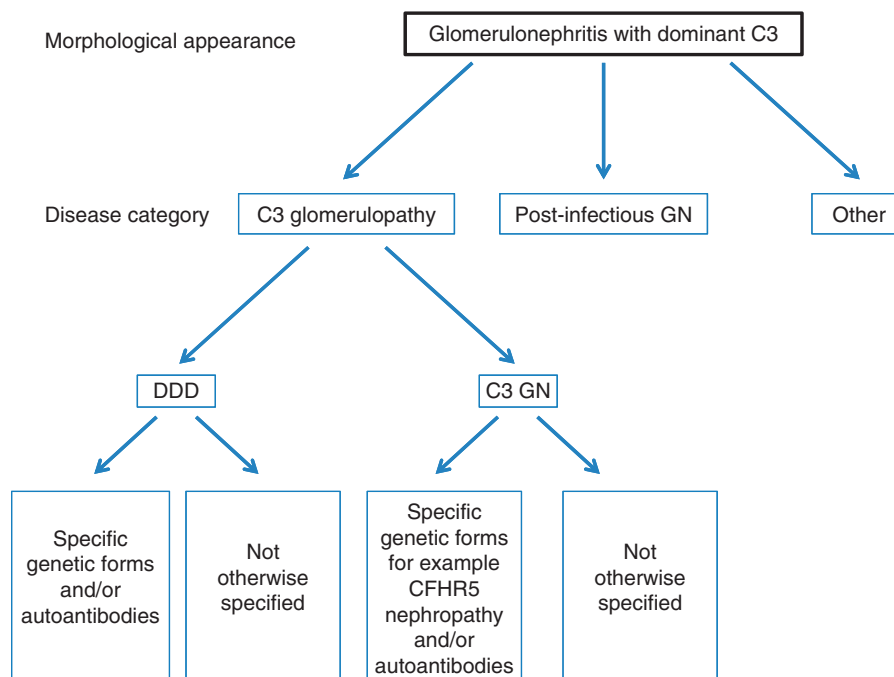 Morphological appearance
Glomerulonephritis with dominant C3
Disease category
C3 glomerulopathy
Post-infectious GN
Other
DDD
C3 GN
Specific
genetic forms
and/or
autoantibodies
Not
otherwise
specified
Specific
genetic forms
for example
CFHR5
nephropathy
and/or
autoantibodies
Not
otherwise
specified